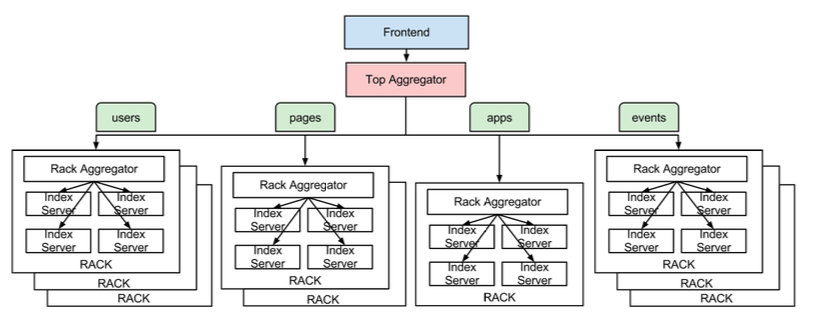 Frontend
Top Aggregator
users
pages
apps
events
Rack Aggregator
Index
Server
Index
Server
Index
Server
Index
Server
RACK
RACK
RACK
Rack Aggregator
Index
Server
Index
Server
Index
Server
Index
Server
RACK
RACK
Rack Aggregator
Index
Server
Index
Server
Index
Server
Index
Server
RACK
Rack Aggregator
Index
Server
Index
Server
Index
Server
Index
Server
RACK
RACK
RACK